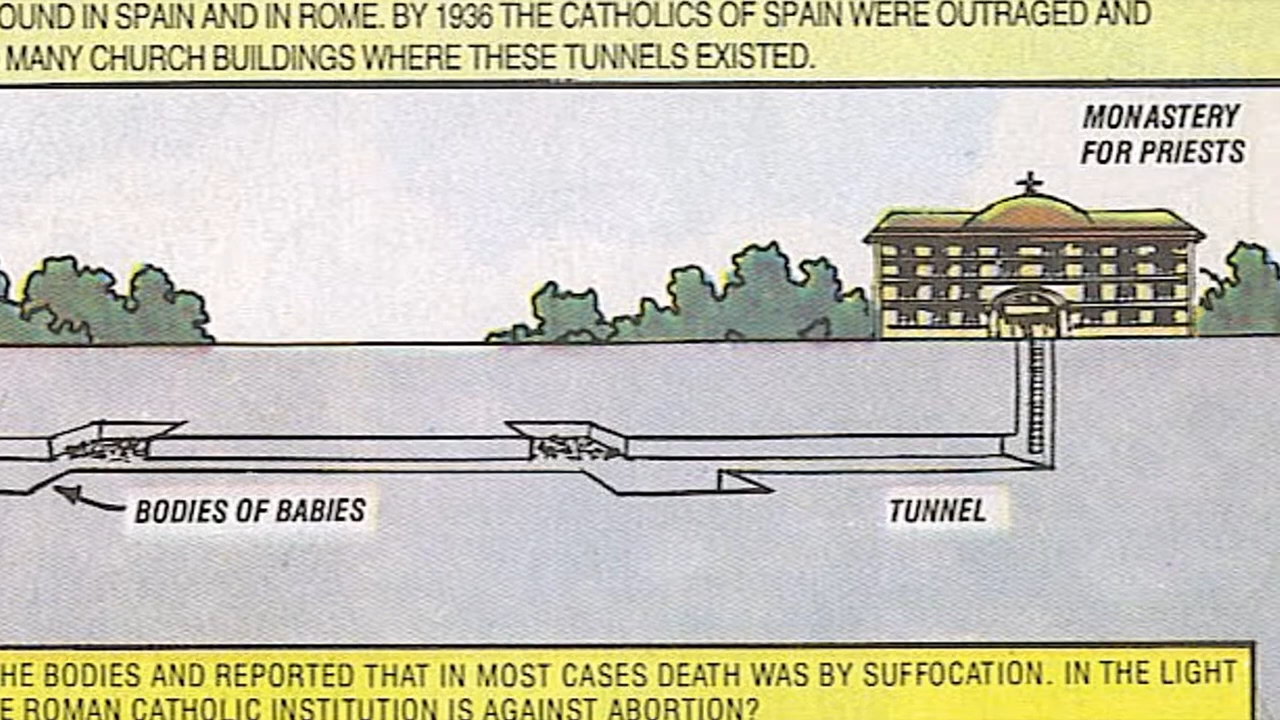 OUND IN SPAIN AND IN ROME. BY 1936 THE CATHOLICS OF SPAIN WERE OUTRAGED AND
MANY CHURCH BUILDINGS WHERE THESE TUNNELS EXISTED.
MONASTERY
FOR PRIESTS
BODIES OF BABIES
TUNNEL
HE BODIES AND REPORTED THAT IN MOST CASES DEATH WAS BY SUFFOCATION. IN THE LIGHT
E ROMAN CATHOLIC INSTITUTION IS AGAINST ABORTION?